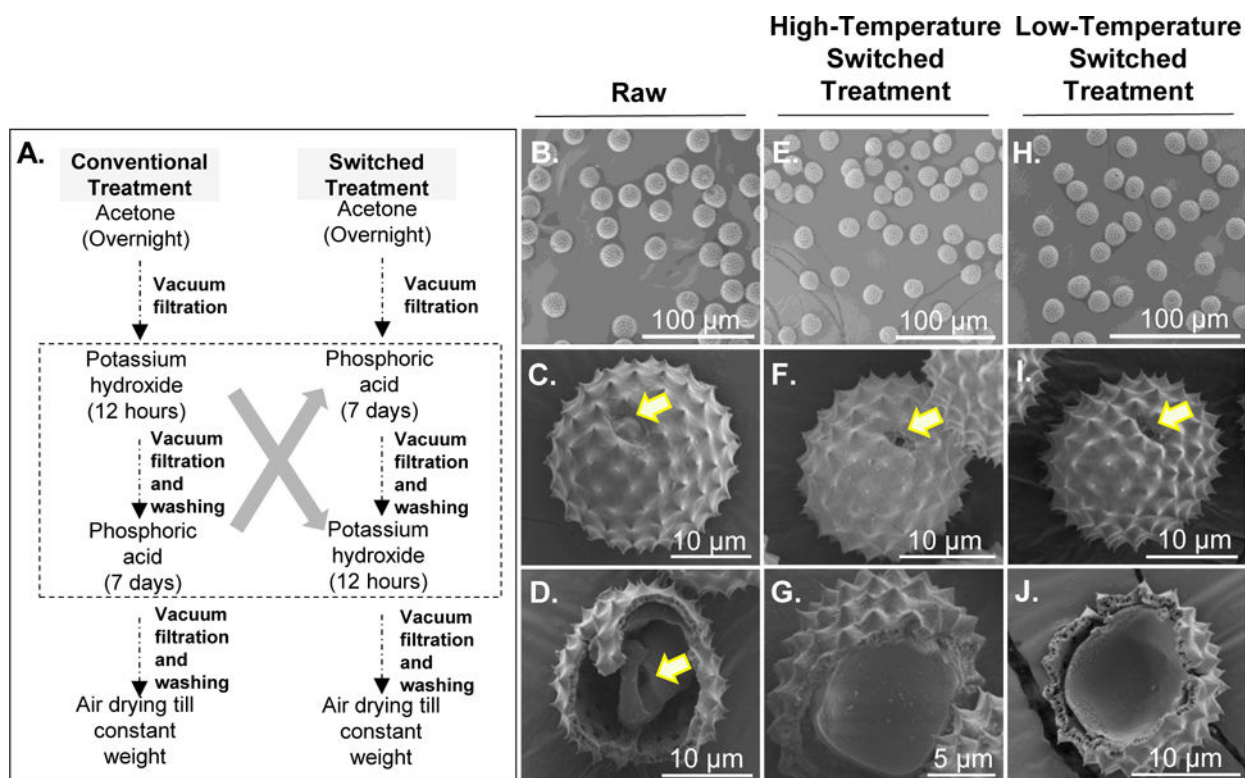 Raw
High-Temperature
Switched
Treatment
Low-Temperature
Switched
Treatment
A.
Conventional
Treatment
Acetone
(Overnight)
Vacuum
filtration
Potassium
hydroxide
(12 hours)
Vacuum
filtration
and
washing
Phosphoric
acid
(7 days)
Vacuum
filtration
and
washing
Air drying till
constant
weight
Switched
Treatment
Acetone
(Overnight)
Vacuum
filtration
Phosphoric
acid
(7 days)
Vacuum
filtration
and
washing
Potassium
hydroxide
(12 hours)
Vacuum
filtration
and
washing
Air drying till
constant
weight
B.
100 µm
E.
100 µm
H.
100 µm
C.
10 µm
F.
10 µm
I.
10 µm
D.
10 µm
G.
5 µm
J.
10 µm